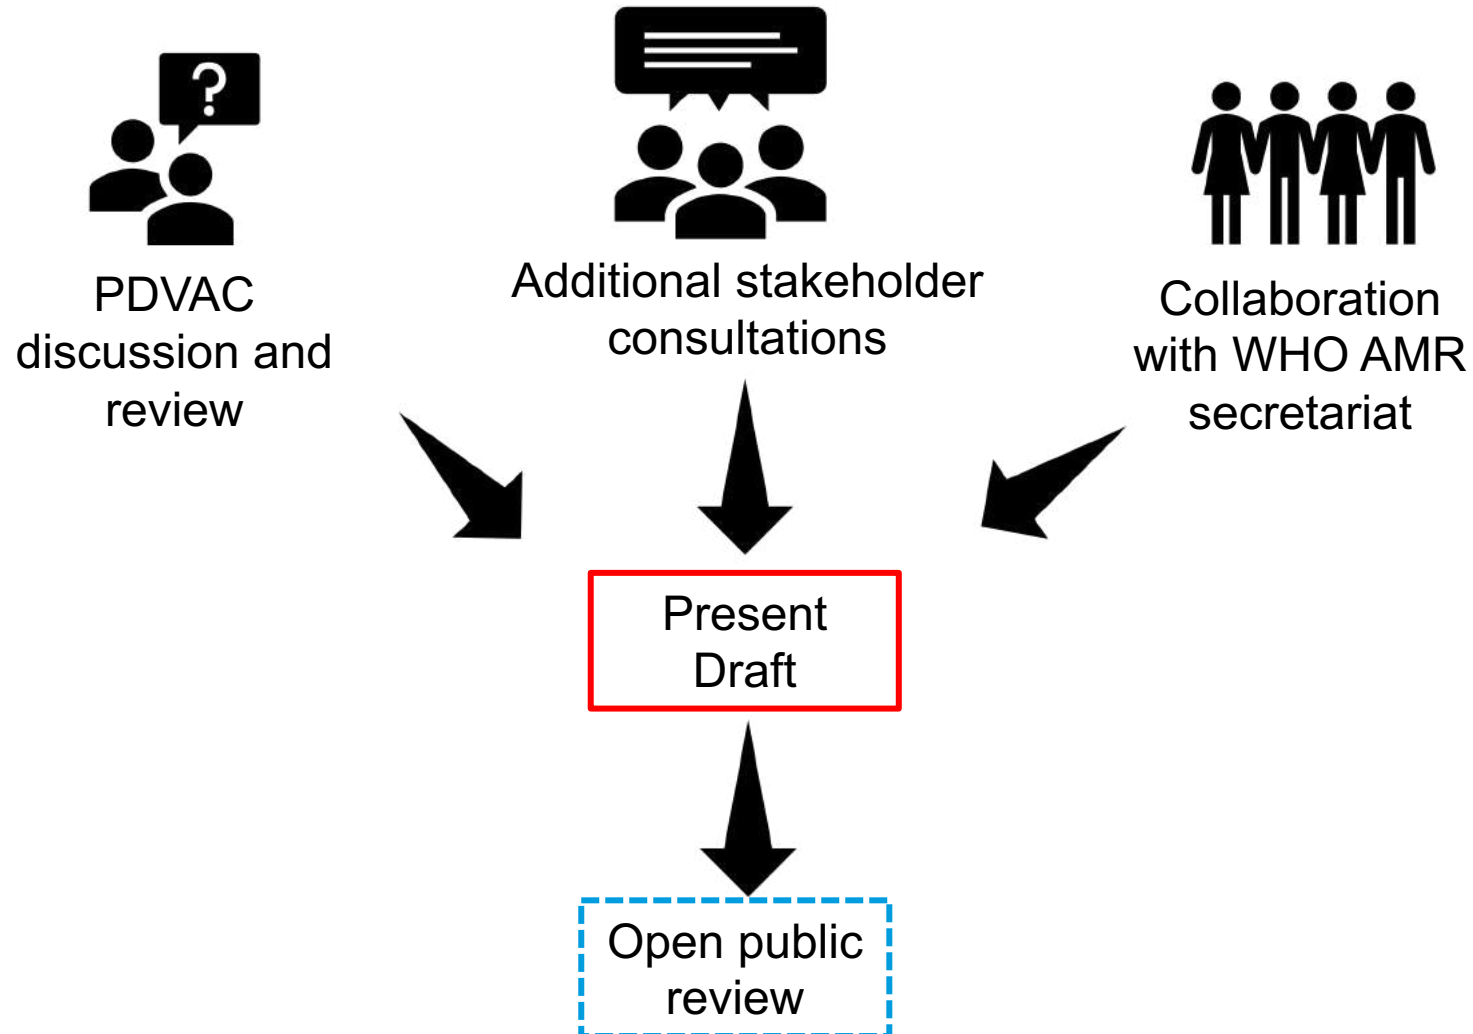 ?
PDVAC
discussion and
review
Additional stakeholder
consultations
Collaboration
with WHO AMR
secretariat
Present
Draft
Open public
review